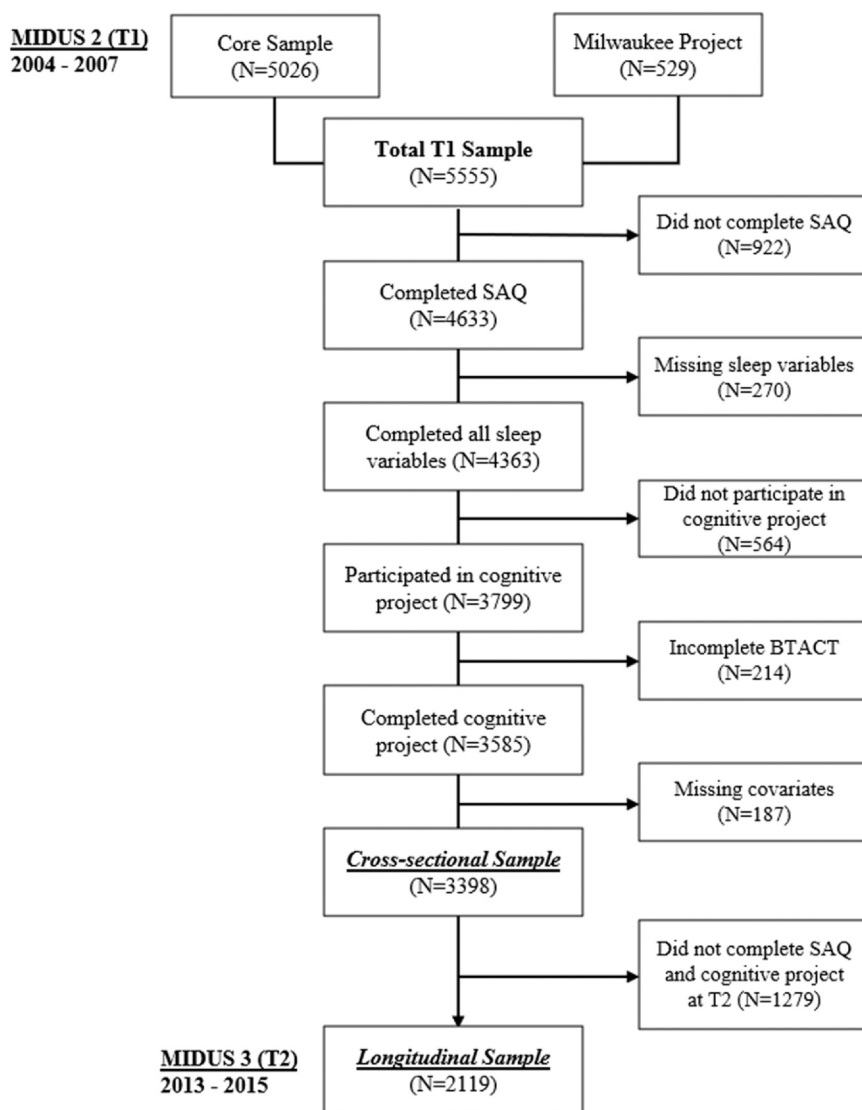 MIDUS 2 (T1)
2004 - 2007
Core Sample
(N=5026)
Milwaukee Project
(N=529)
Total T1 Sample
(N=5555)
Did not complete SAQ
(N=922)
Completed SAQ
(N=4633)
Missing sleep variables
(N=270)
Completed all sleep
variables (N=4363)
Did not participate in
cognitive project
(N=564)
Participated in cognitive
project (N=3799)
Incomplete BTACT
(N=214)
Completed cognitive
project (N=3585)
Missing covariates
(N=187)
Cross-sectional Sample
(N=3398)
Did not complete SAQ
and cognitive project
at T2 (N=1279)
MIDUS 3 (T2)
2013 - 2015
Longitudinal Sample
(N=2119)